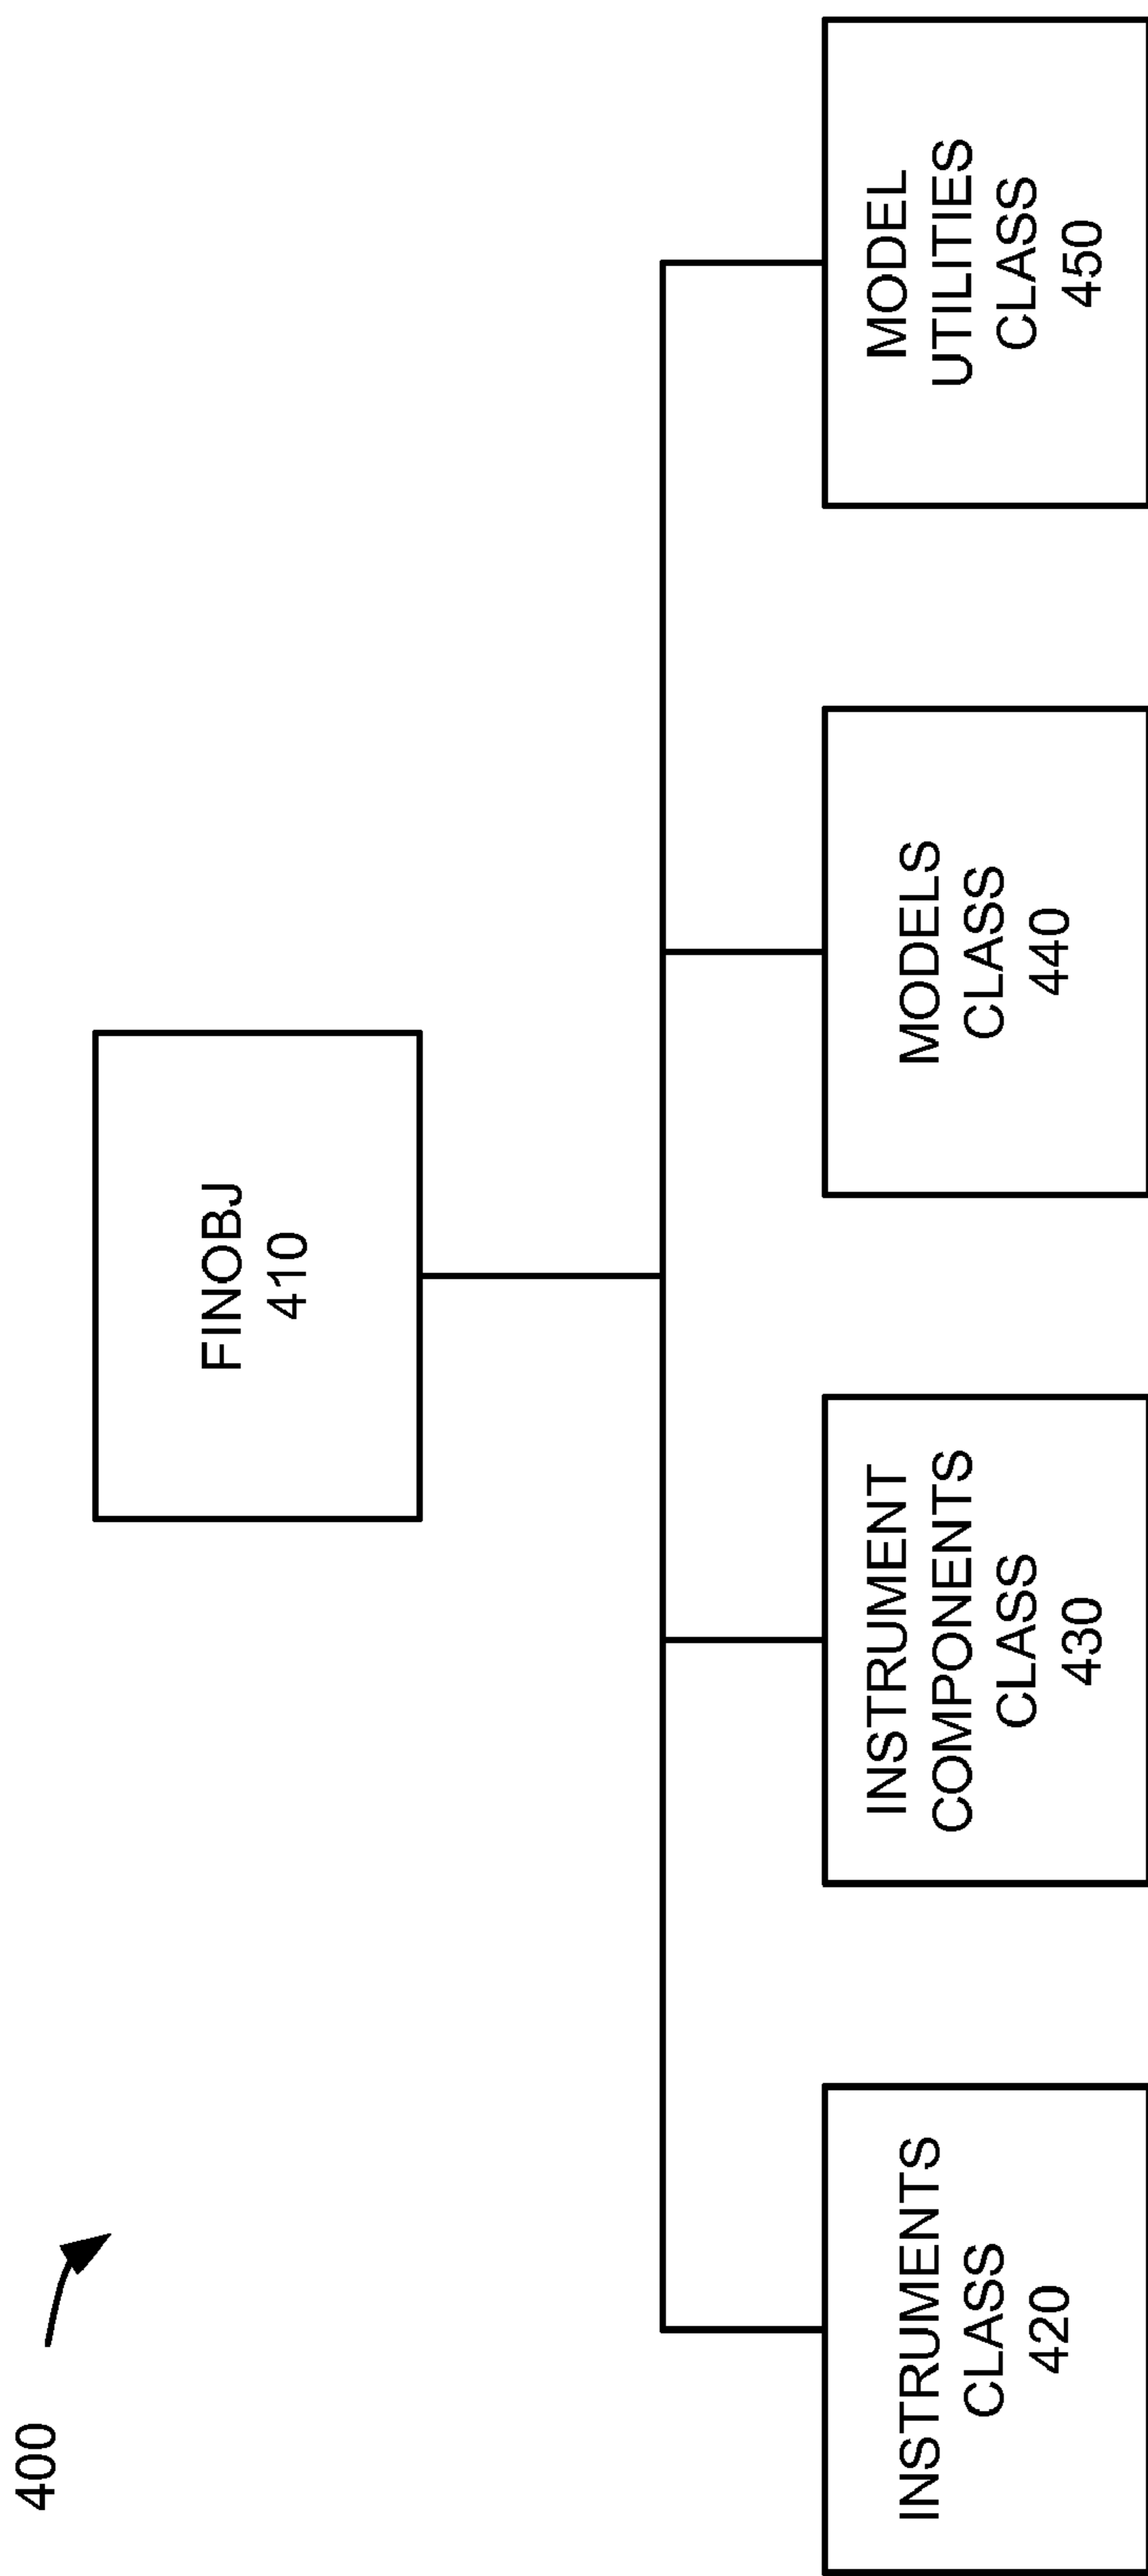 400
FINOBJ
410
INSTRUMENTS
CLASS
420
INSTRUMENT
COMPONENTS
CLASS
430
MODELS
CLASS
440
MODEL
UTILITIES
CLASS
450